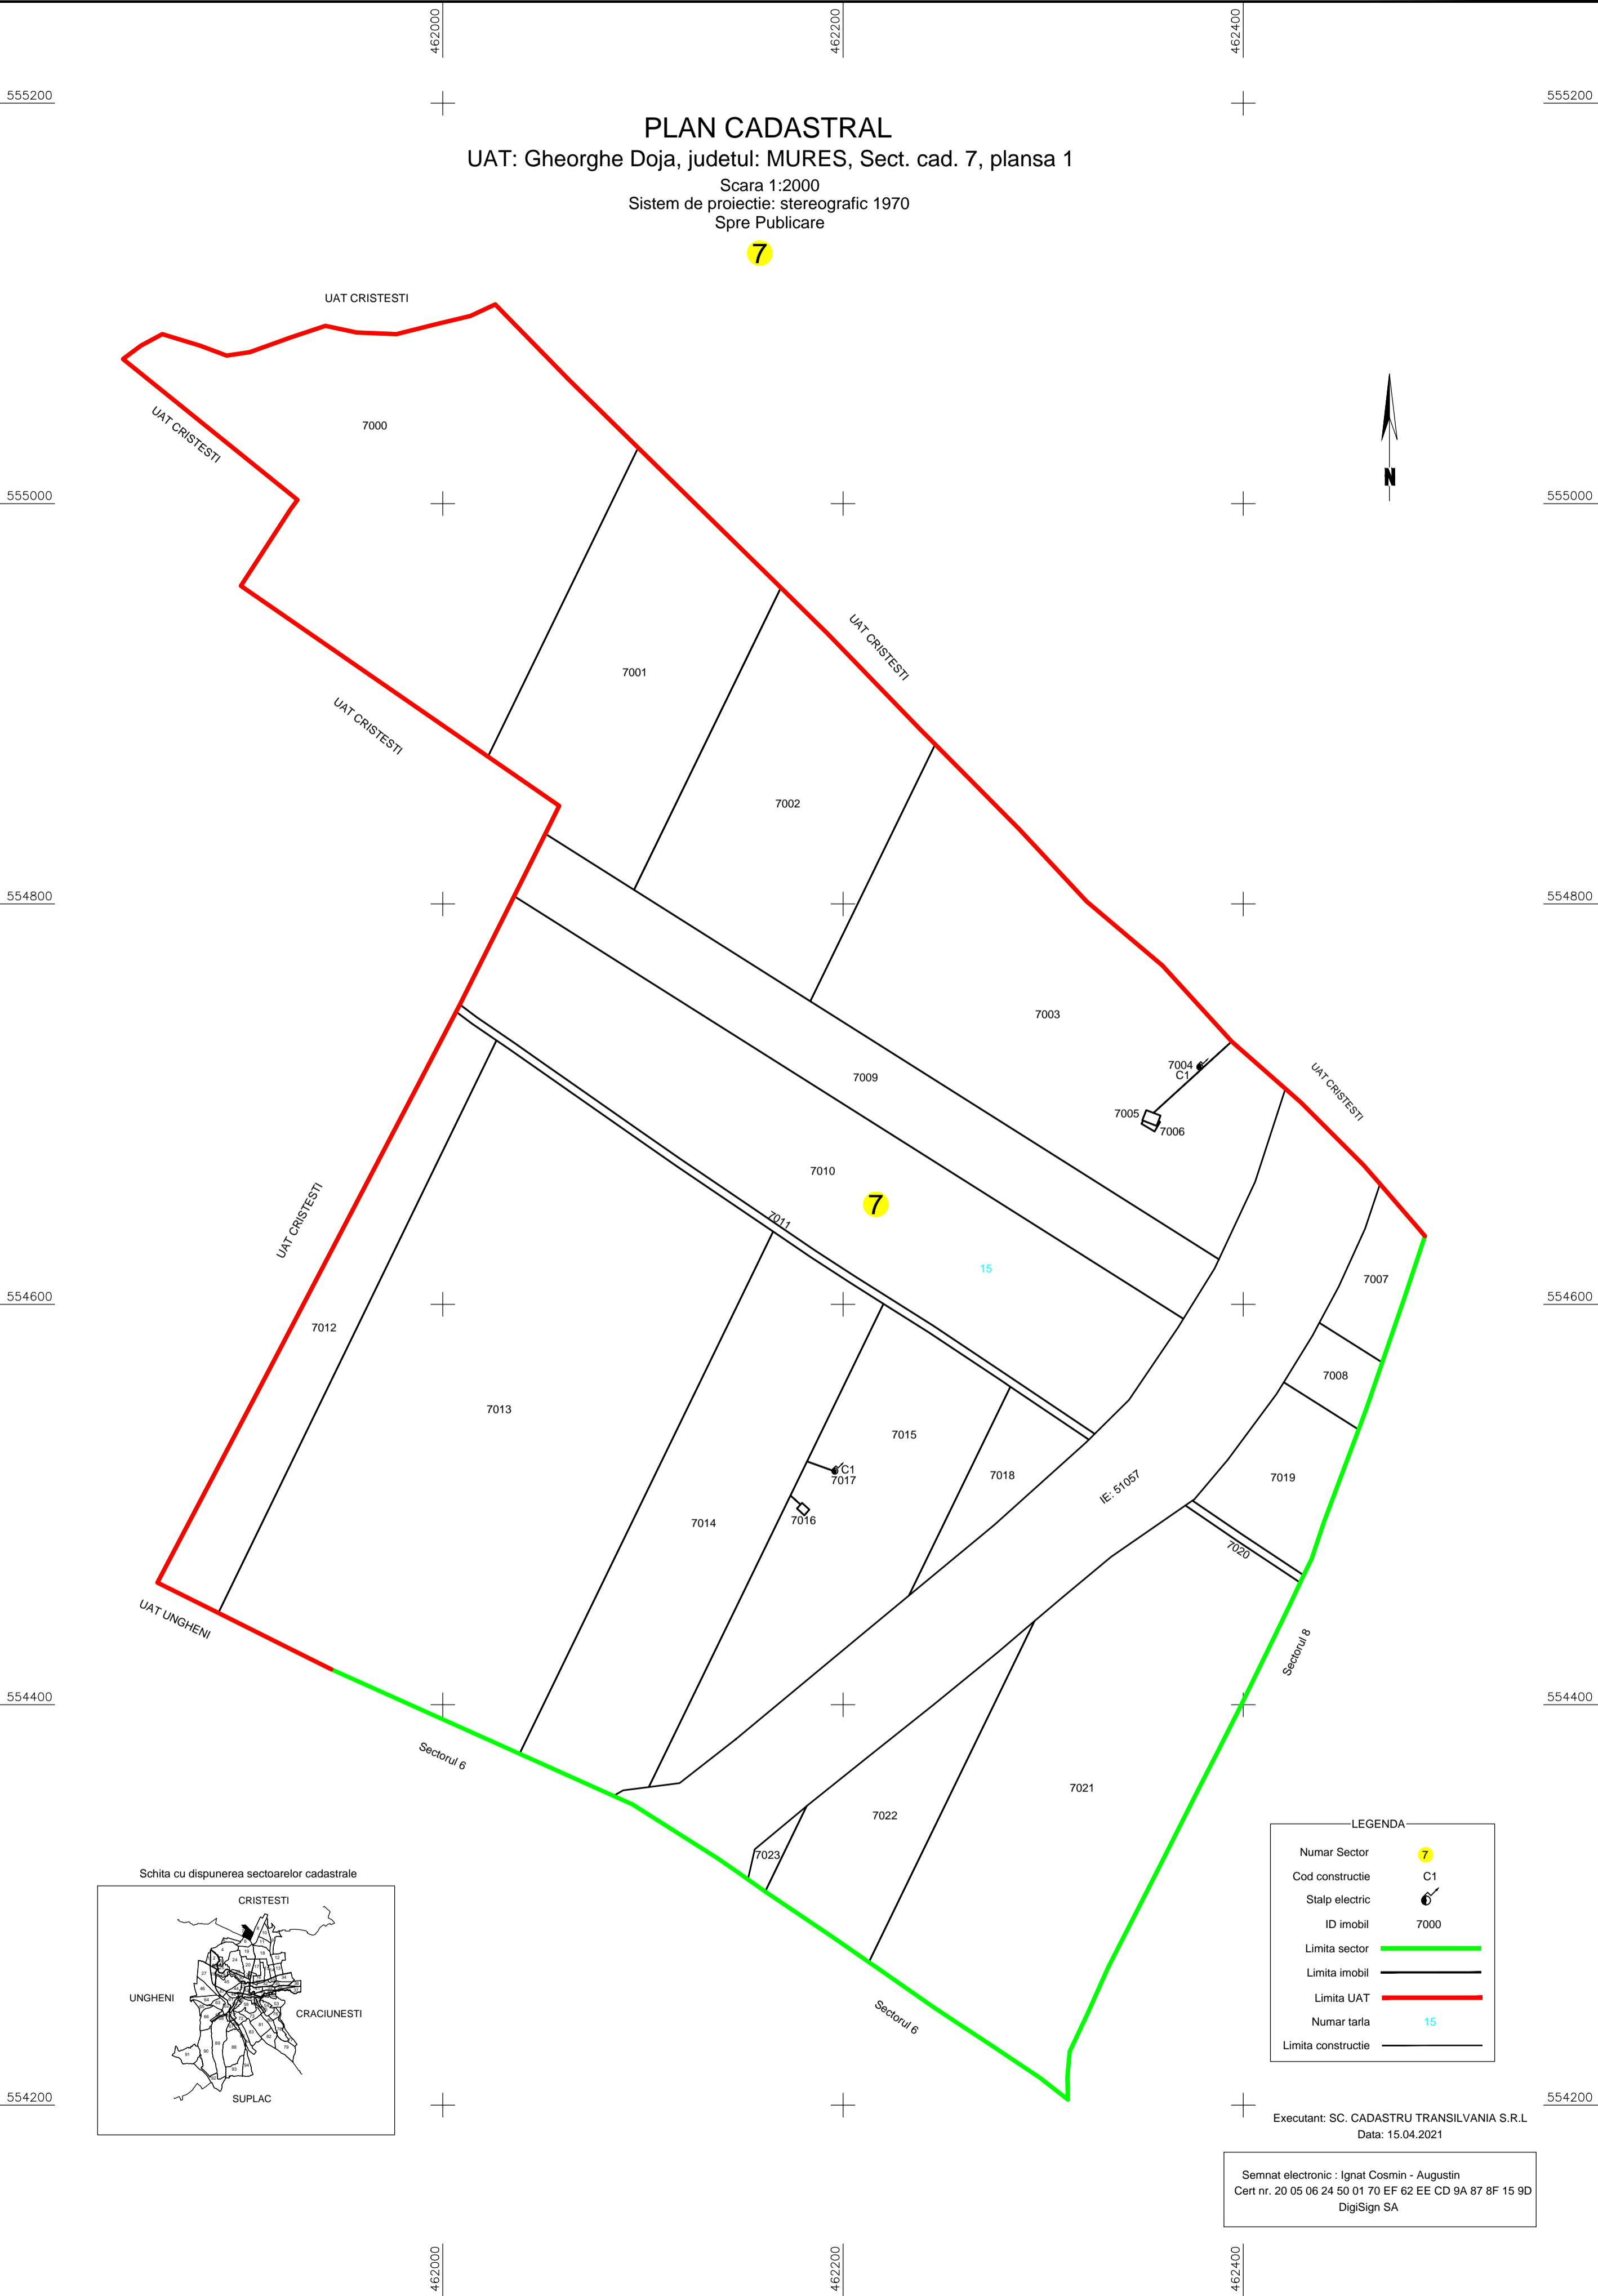 462000
462200
462400
555200
555200
PLAN CADASTRAL
UAT: Gheorghe Doja, judetul: MURES, Sect. cad. 7, plansa 1
Scara 1:2000
Sistem de proiectie: stereografic 1970
Spre Publicare
7
UAT CRISTESTI
UAT CRISTESTI
7000
N
555000
555000
UAT CRISTESTI
7001
UAT CRISTESTI
7002
554800
554800
7003
7004
C1
7009
UAT CRISTESTI
7005
7006
7010
7
7011
UAT CRISTESTI
15
7007
554600
554600
7012
7008
7013
7015
C1
7017
7018
7019
IE: 51057
7014
7016
7020
UAT UNGHENI
Sectorul 8
554400
554400
Sectorul 6
7021
7022
7023
LEGENDA
Numar Sector 7
Cod constructie C1
Stalp electric
ID imobil 7000
Limita sector
Limita imobil
Limita UAT
Numar tarla 15
Limita constructie
Schita cu dispunerea sectoarelor cadastrale
CRISTESTI
UNGHENI
CRACIUNESTI
SUPLAC
Sectorul 6
554200
554200
Executant: SC. CADASTRU TRANSILVANIA S.R.L
Data: 15.04.2021
Semnat electronic : Ignat Cosmin - Augustin
Cert nr. 20 05 06 24 50 01 70 EF 62 EE CD 9A 87 8F 15 9D
DigiSign SA
462000
462200
462400